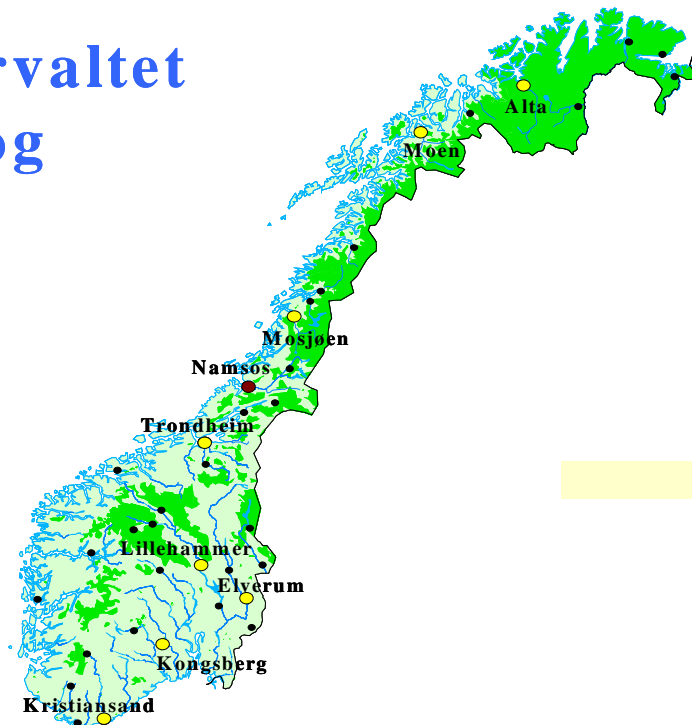 rvaltet
og
Alta
Moen
Mosjøen
Namsos
Trondheim
Lillehammer
Elverum
Kongsberg
Kristiansand